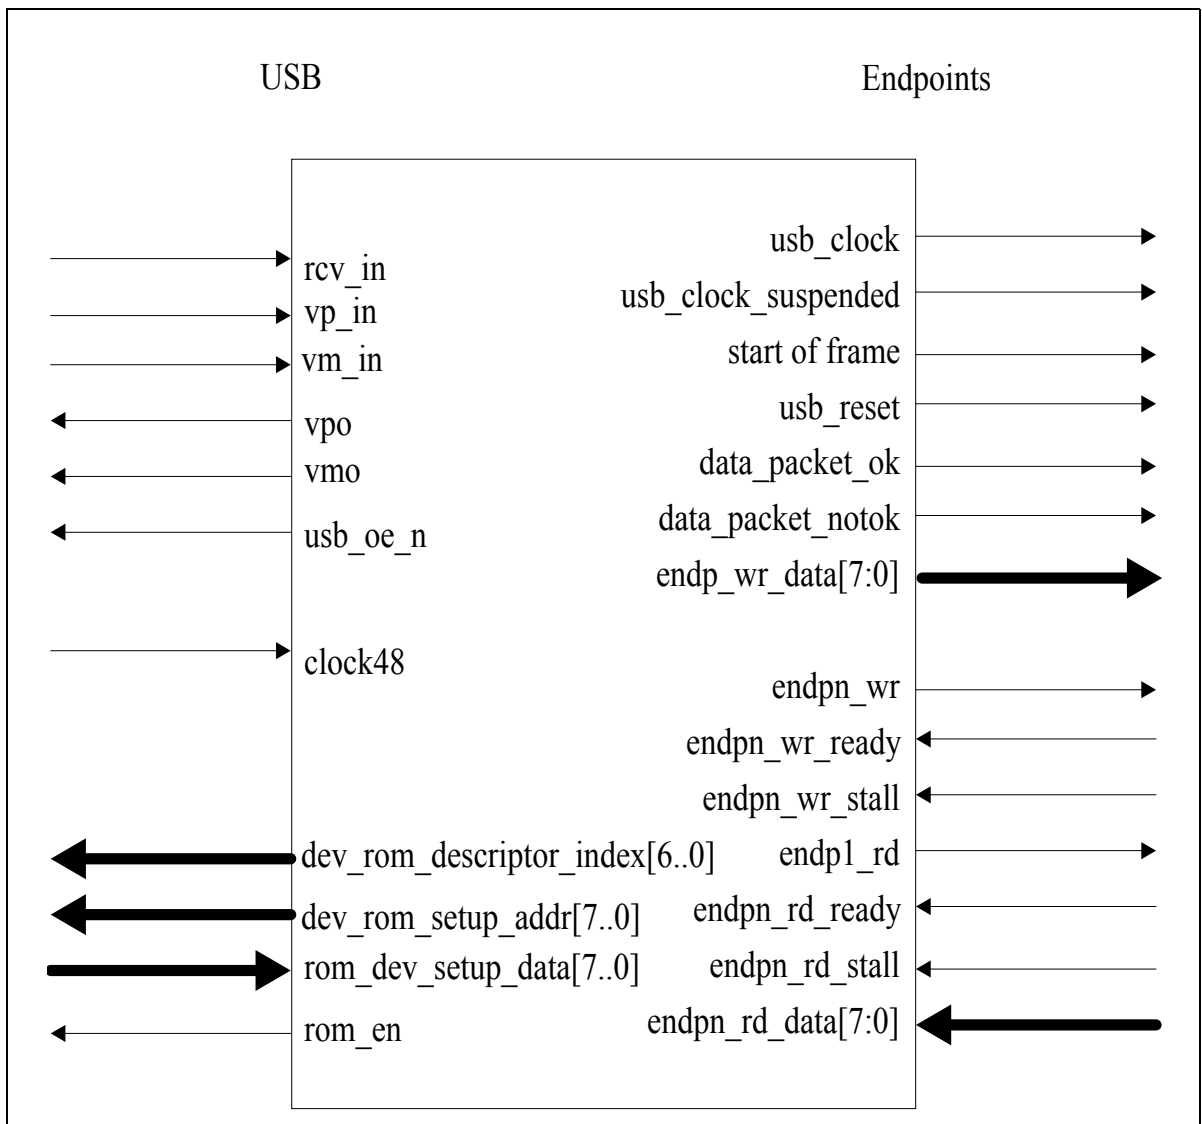 USB
Endpoints
rcv_in
vp_in
vm_in
vpo
vmo
usb_oe_n
clock48
dev_rom_descriptor_index[6..0]
dev_rom_setup_addr[7..0]
rom_dev_setup_data[7..0]
rom_en
usb_clock
usb_clock_suspended
start of frame
usb_reset
data_packet_ok
data_packet_notok
endp_wr_data[7:0]
endpn_wr
endpn_wr_ready
endpn_wr_stall
endp1_rd
endpn_rd_ready
endpn_rd_stall
endpn_rd_data[7:0]